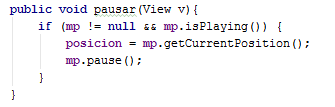 public void pausar(View v){
    if (mp != null && mp.isPlaying()) {
        posicion = mp.getCurrentPosition();
        mp.pause();
    }
}